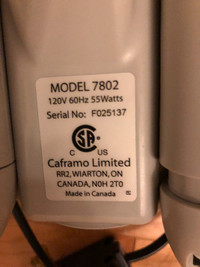 MODEL 7802
120V 60Hz 55Watts
Serial No: F025137
C US
Caframo Limited
RR2, WIARTON, ON
CANADA, N0H 2T0
Made in Canada